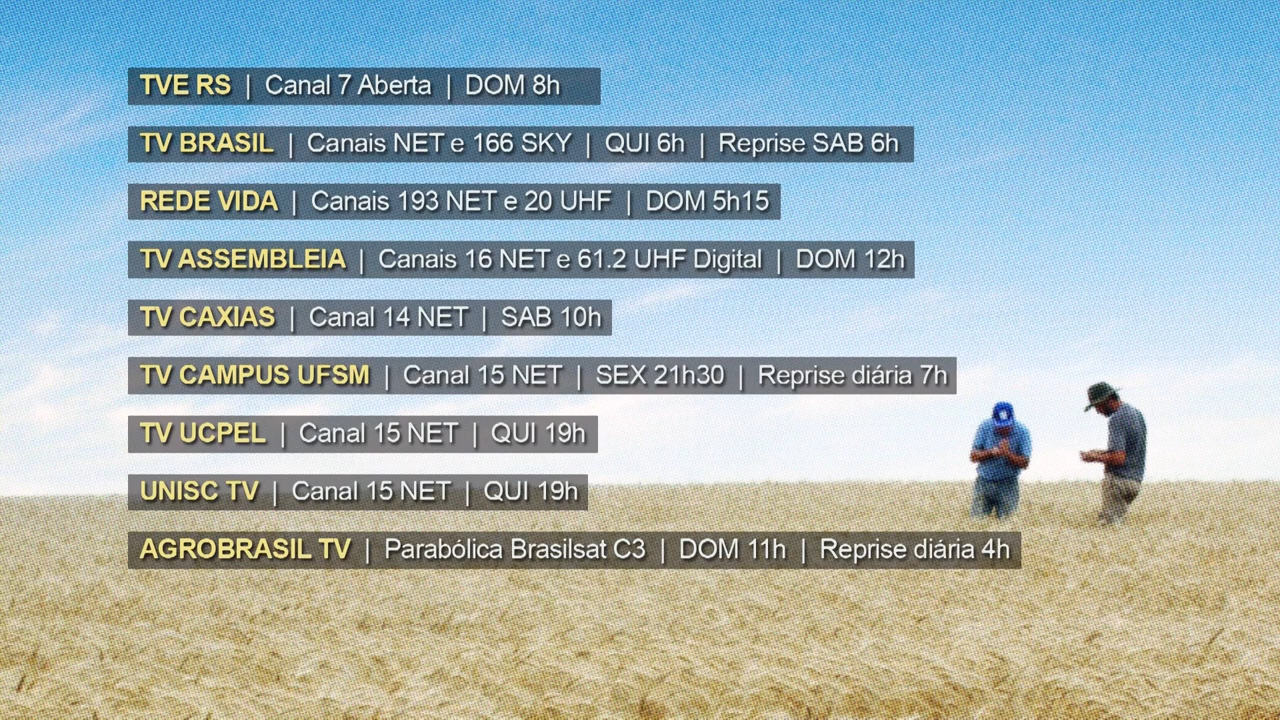 TVE RS | Canal 7 Aberta | DOM 8h
TV BRASIL | Canais NET e 166 SKY | QUI 6h | Reprise SAB 6h
REDE VIDA | Canais 193 NET e 20 UHF | DOM 5h15
TV ASSEMBLEIA | Canais 16 NET e 61.2 UHF Digital | DOM 12h
TV CAXIAS | Canal 14 NET | SAB 10h
TV CAMPUS UFSM | Canal 15 NET | SEX 21h30 | Reprise diária 7h
TV UCPEL | Canal 15 NET | QUI 19h
UNISC TV | Canal 15 NET | QUI 19h
AGROBRASIL TV | Parabólica Brasilsat C3 | DOM 11h | Reprise diária 4h